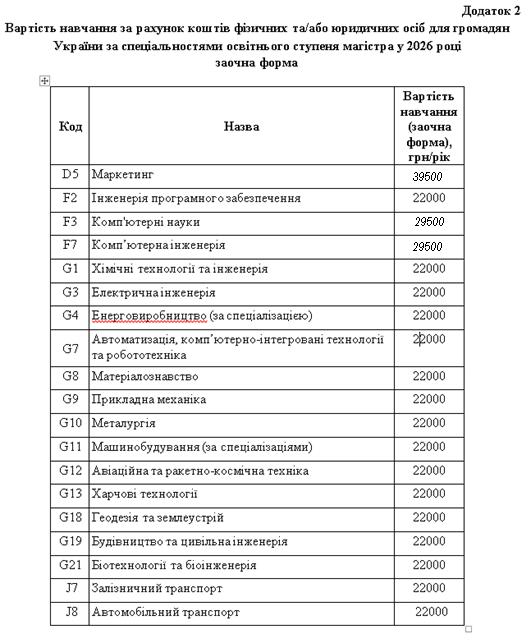 Додаток 2
Вартість навчання за рахунок коштів фізичних та/або юридичних осіб для громадян
України за спеціальностями освітнього ступеня магістра у 2026 році
заочна форма
Код Назва Вартість навчання (заочна форма), грн/рік
D5 Маркетинг 39500
F2 Інженерія програмного забезпечення 22000
F3 Комп'ютерні науки 29500
F7 Комп’ютерна інженерія 29500
G1 Хімічні технології та інженерія 22000
G3 Електрична інженерія 22000
G4 Енерговиробництво (за спеціалізацією) 22000
G7 Автоматизація, комп’ютерно-інтегровані технології та робототехніка 22000
G8 Матеріалознавство 22000
G9 Прикладна механіка 22000
G10 Металургія 22000
G11 Машинобудування (за спеціалізаціями) 22000
G12 Авіаційна та ракетно-космічна техніка 22000
G13 Харчові технології 22000
G18 Геодезія та землеустрій 22000
G19 Будівництво та цивільна інженерія 22000
G21 Біотехнології та біоінженерія 22000
J7 Залізничний транспорт 22000
J8 Автомобільний транспорт 22000